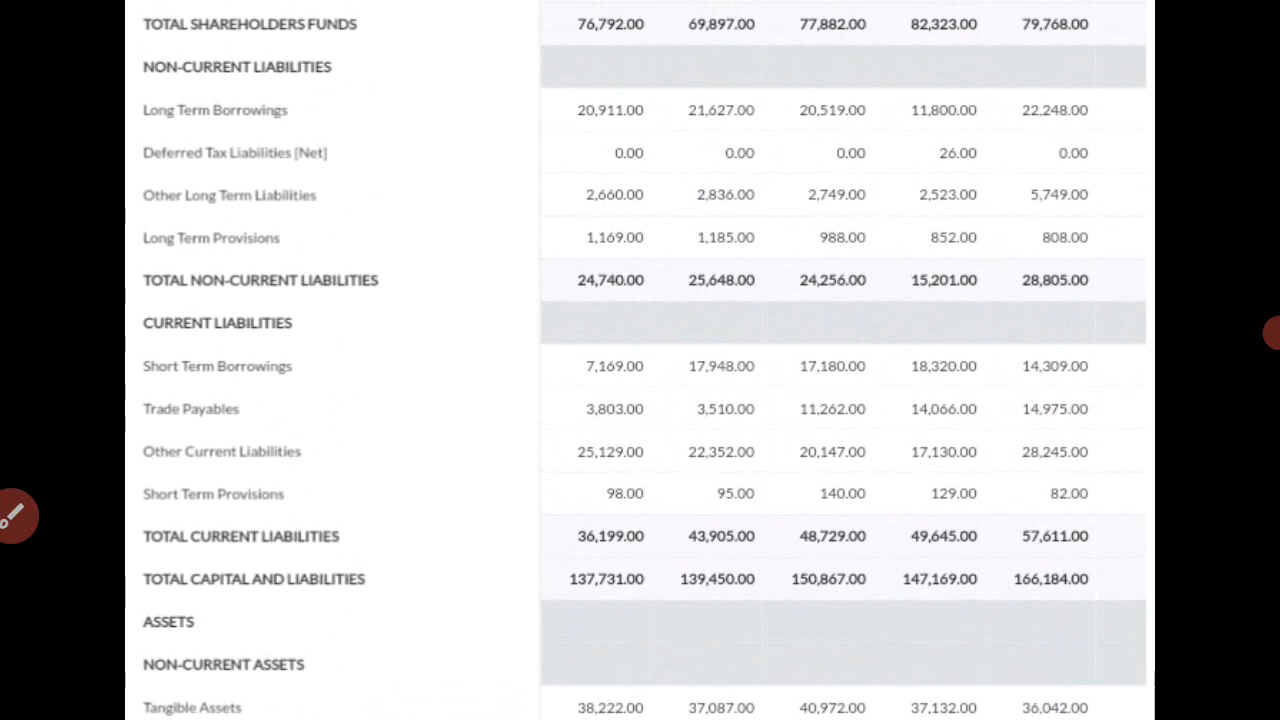 TOTAL SHAREHOLDERS FUNDS 76,792.00 69,897.00 77,882.00 82,323.00 79,768.00
NON-CURRENT LIABILITIES
Long Term Borrowings 20,911.00 21,627.00 20,519.00 11,800.00 22,248.00
Deferred Tax Liabilities [Net] 0.00 0.00 0.00 26.00 0.00
Other Long Term Liabilities 2,660.00 2,836.00 2,749.00 2,523.00 5,749.00
Long Term Provisions 1,169.00 1,185.00 988.00 852.00 808.00
TOTAL NON-CURRENT LIABILITIES 24,740.00 25,648.00 24,256.00 15,201.00 28,805.00
CURRENT LIABILITIES
Short Term Borrowings 7,169.00 17,948.00 17,180.00 18,320.00 14,309.00
Trade Payables 3,803.00 3,510.00 11,262.00 14,066.00 14,975.00
Other Current Liabilities 25,129.00 22,352.00 20,147.00 17,130.00 28,245.00
Short Term Provisions 98.00 95.00 140.00 129.00 82.00
TOTAL CURRENT LIABILITIES 36,199.00 43,905.00 48,729.00 49,645.00 57,611.00
TOTAL CAPITAL AND LIABILITIES 137,731.00 139,450.00 150,867.00 147,169.00 166,184.00
ASSETS
NON-CURRENT ASSETS
Tangible Assets 38,222.00 37,087.00 40,972.00 37,132.00 36,042.00